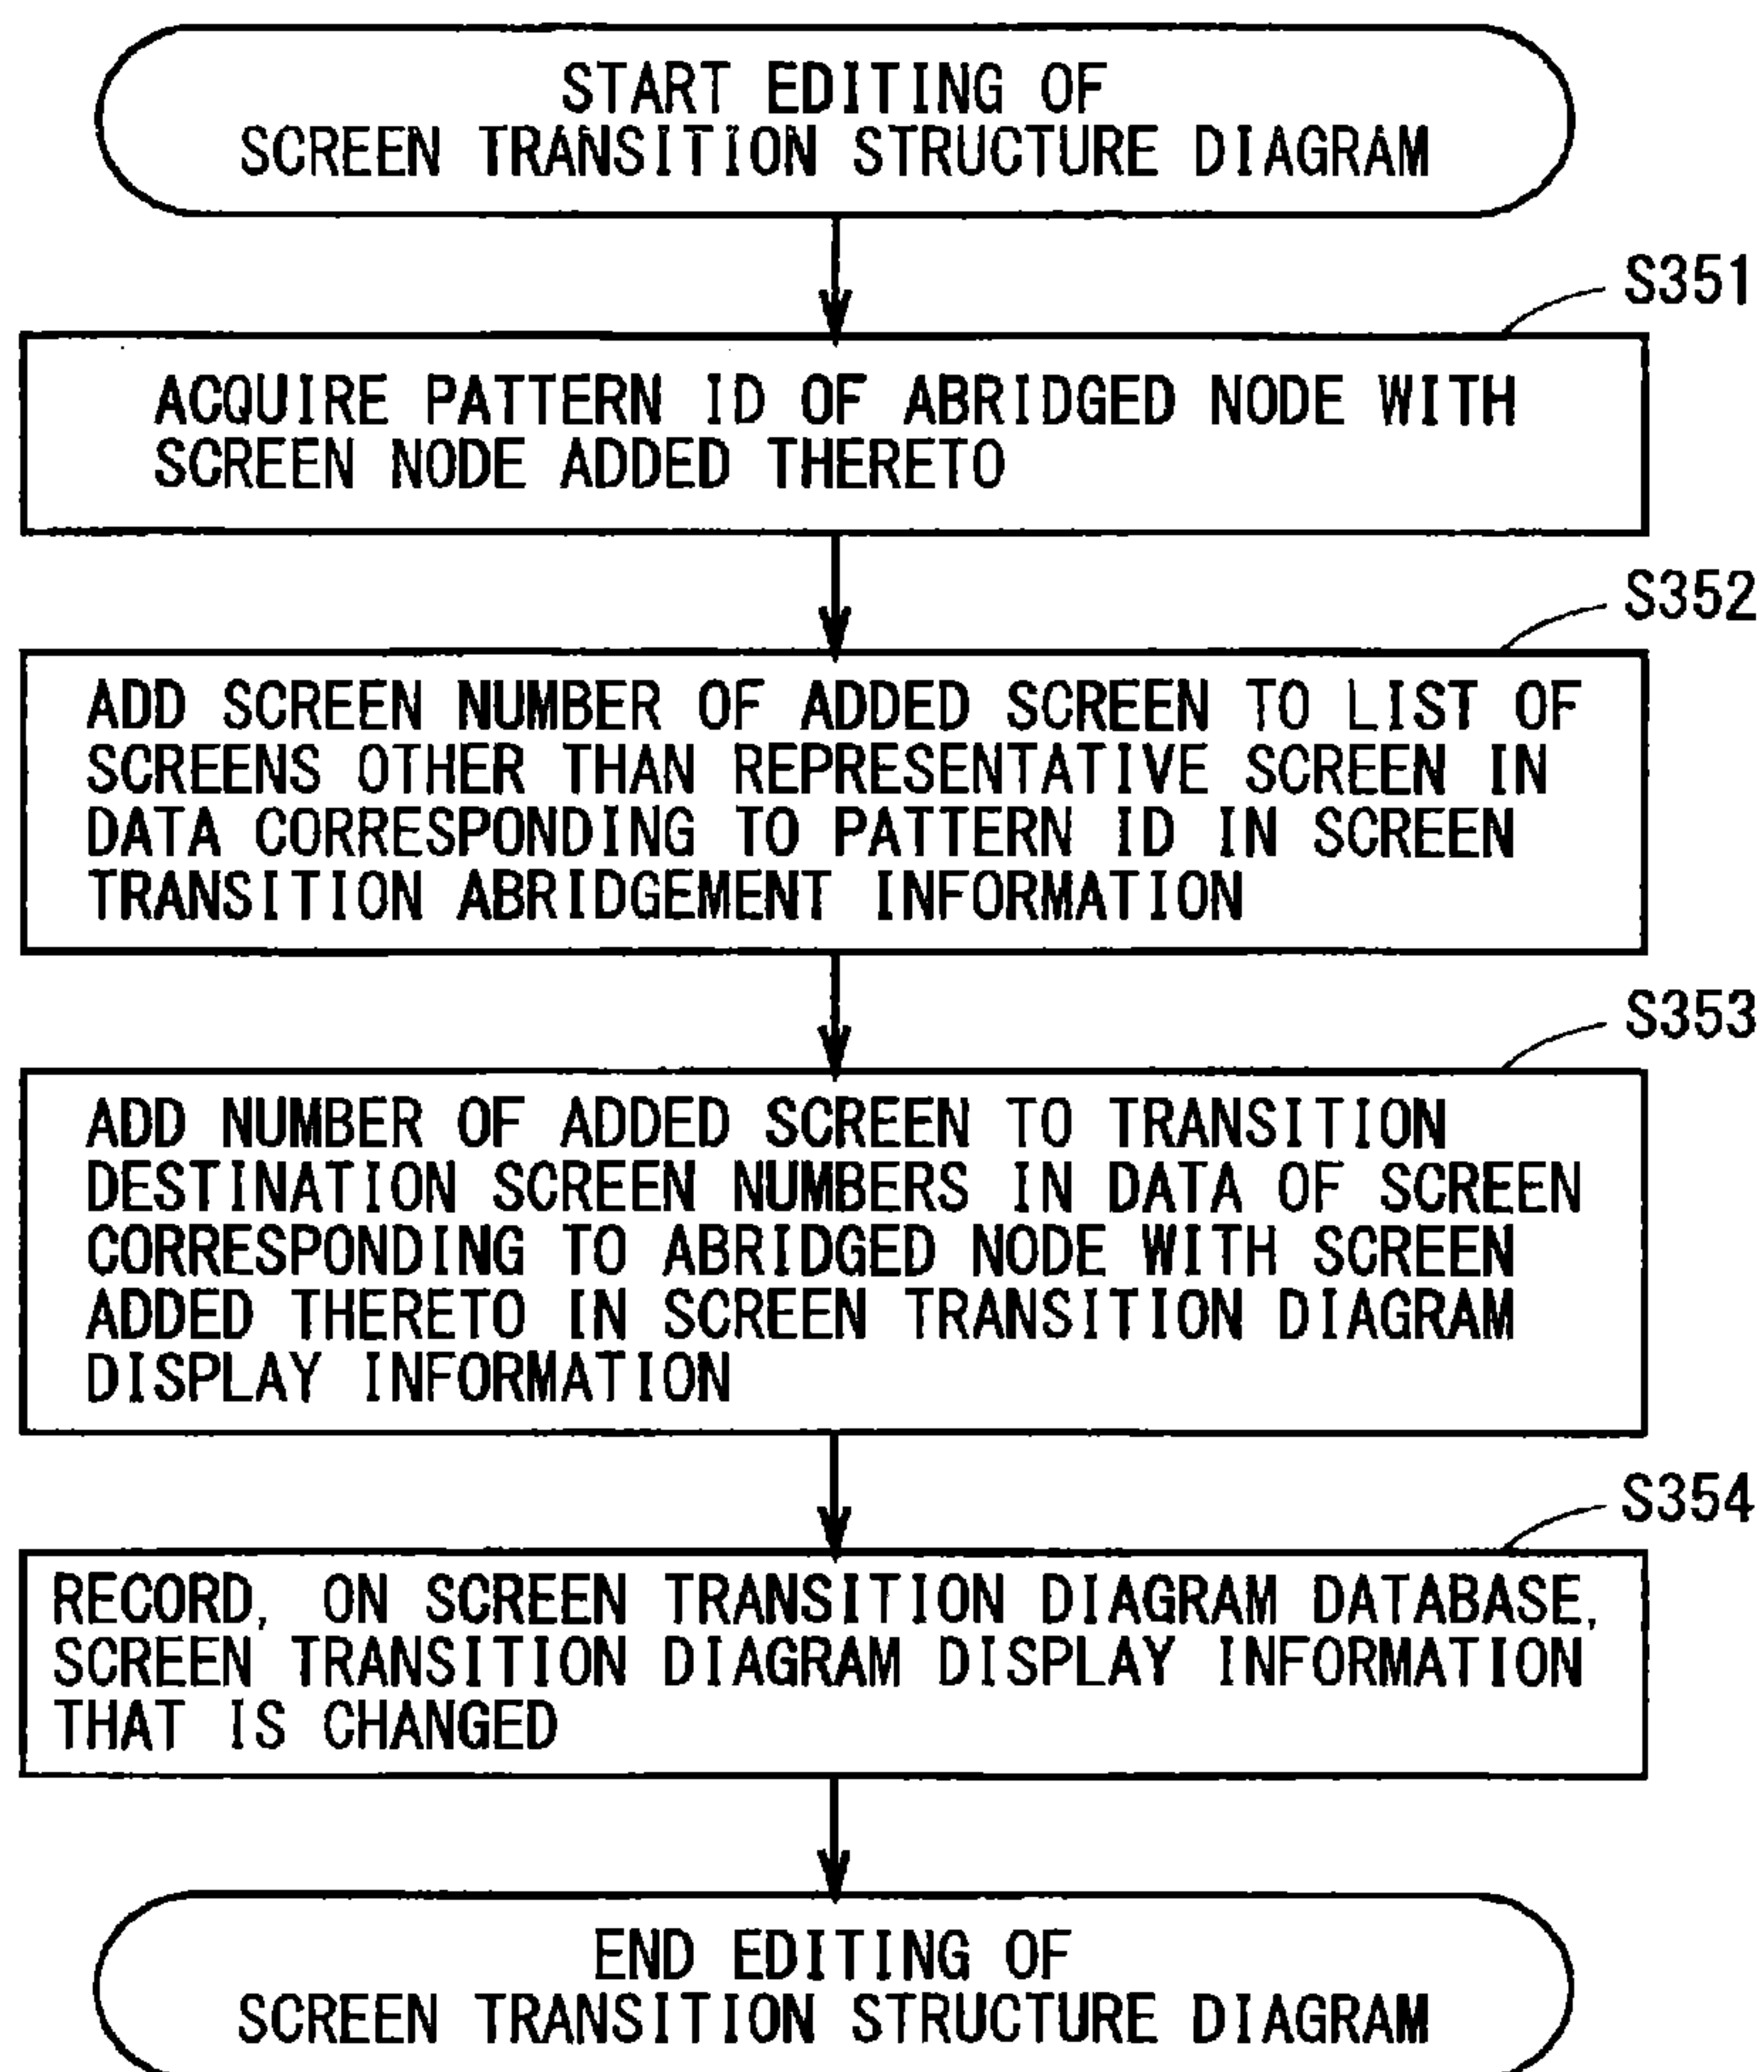 START EDITING OF
SCREEN TRANSITION STRUCTURE DIAGRAM
S351
ACQUIRE PATTERN ID OF ABRIDGED NODE WITH
SCREEN NODE ADDED THERETO
S352
ADD SCREEN NUMBER OF ADDED SCREEN TO LIST OF
SCREENS OTHER THAN REPRESENTATIVE SCREEN IN
DATA CORRESPONDING TO PATTERN ID IN SCREEN
TRANSITION ABRIDGEMENT INFORMATION
S353
ADD NUMBER OF ADDED SCREEN TO TRANSITION
DESTINATION SCREEN NUMBERS IN DATA OF SCREEN
CORRESPONDING TO ABRIDGED NODE WITH SCREEN
ADDED THERETO IN SCREEN TRANSITION DIAGRAM
DISPLAY INFORMATION
S354
RECORD, ON SCREEN TRANSITION DIAGRAM DATABASE,
SCREEN TRANSITION DIAGRAM DISPLAY INFORMATION
THAT IS CHANGED
END EDITING OF
SCREEN TRANSITION STRUCTURE DIAGRAM